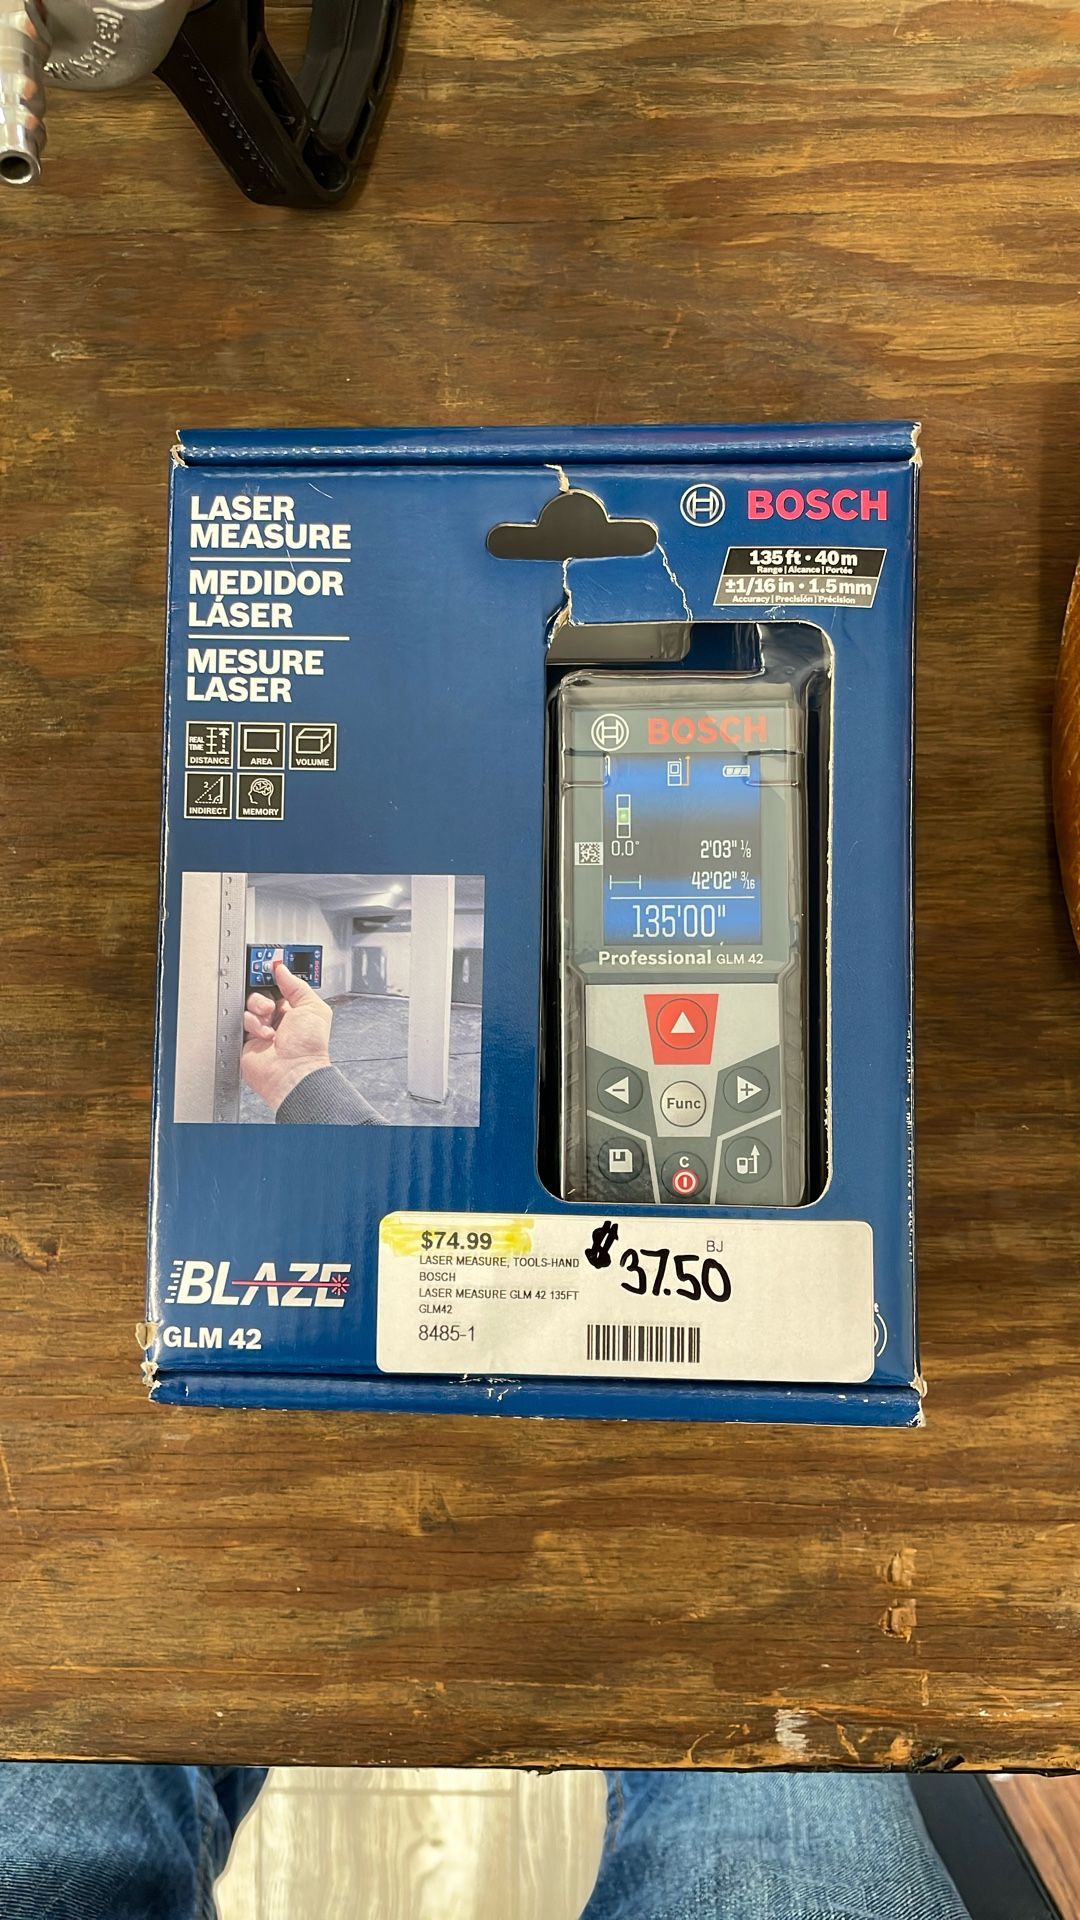 LASER
MEASURE
MEDIDOR
LÁSER
MESURE
LASER
BOSCH
135 ft • 40 m
Range | Alcance | Portée
±1/16 in • 1.5 mm
Accuracy | Precisión | Précision
REAL TIME
DISTANCE
AREA
VOLUME
INDIRECT
MEMORY
BOSCH
0.0°
2'03" 1/8
42'02" 3/16
135'00"
Professional GLM 42
Func
C
BLAZE
GLM 42
$74.99
LASER MEASURE, TOOLS-HAND
BOSCH
LASER MEASURE GLM 42 135FT
GLM42
8485-1
$37.50
BJ